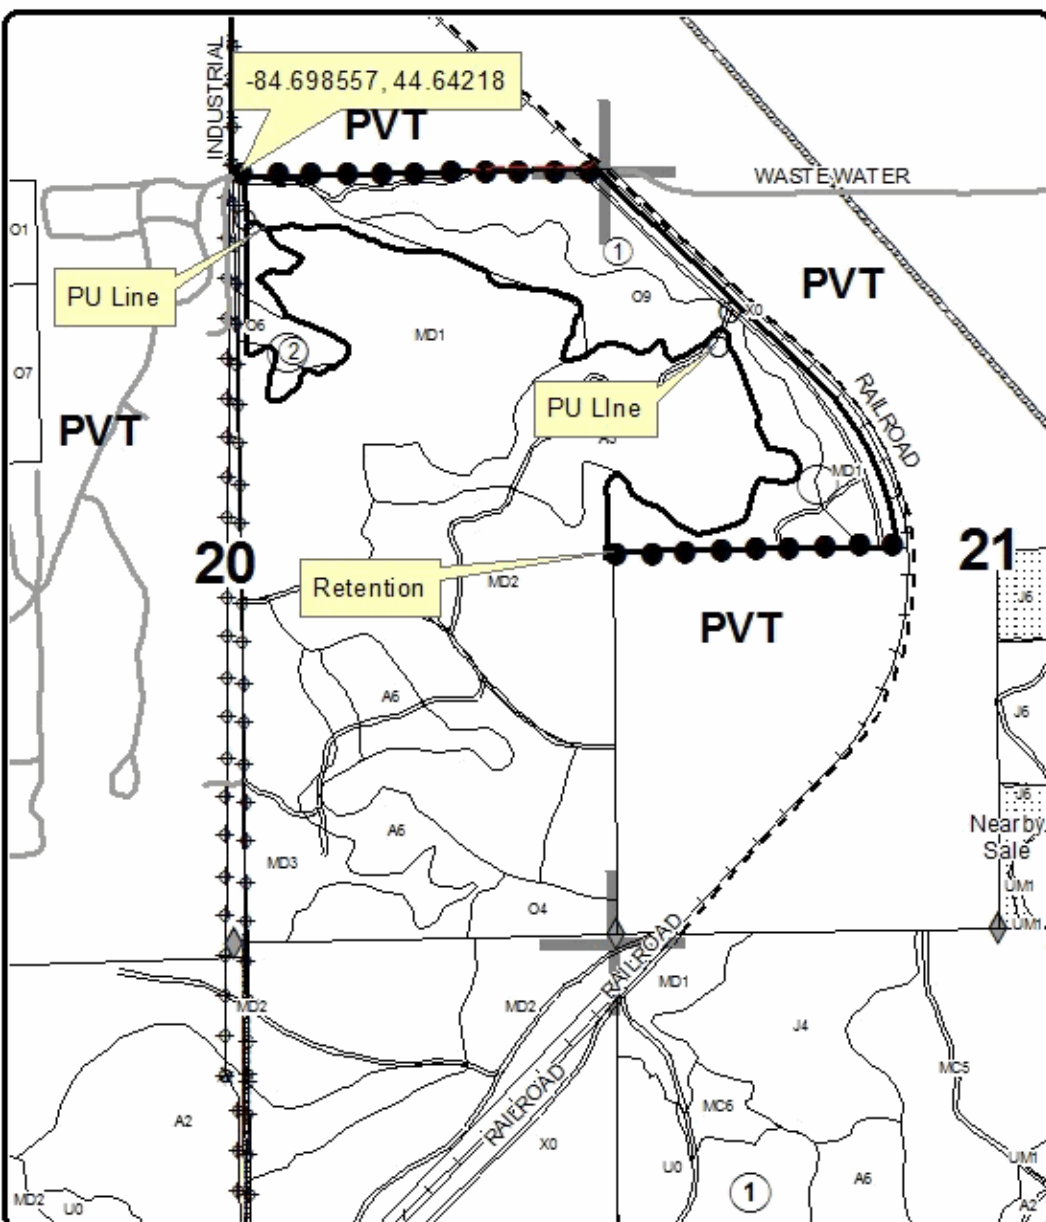 INDUSTRIAL
-84.698557, 44.64218
PVT
WASTE WATER
O1
1
PU Line
O9
X0
PVT
O6
2
MD1
O7
PVT
PU LIne
RAILROAD
MD1
20
21
Retention
MD2
J6
PVT
A6
J6
J6
A6
Nearby
Sale
MD3
UM1
O4
UM1
RAILROAD
MD2
MD2
MD1
J4
RAILROAD
MC5
A2
MC6
X0
U0
UM1
A6
MD2
U0
1
A2